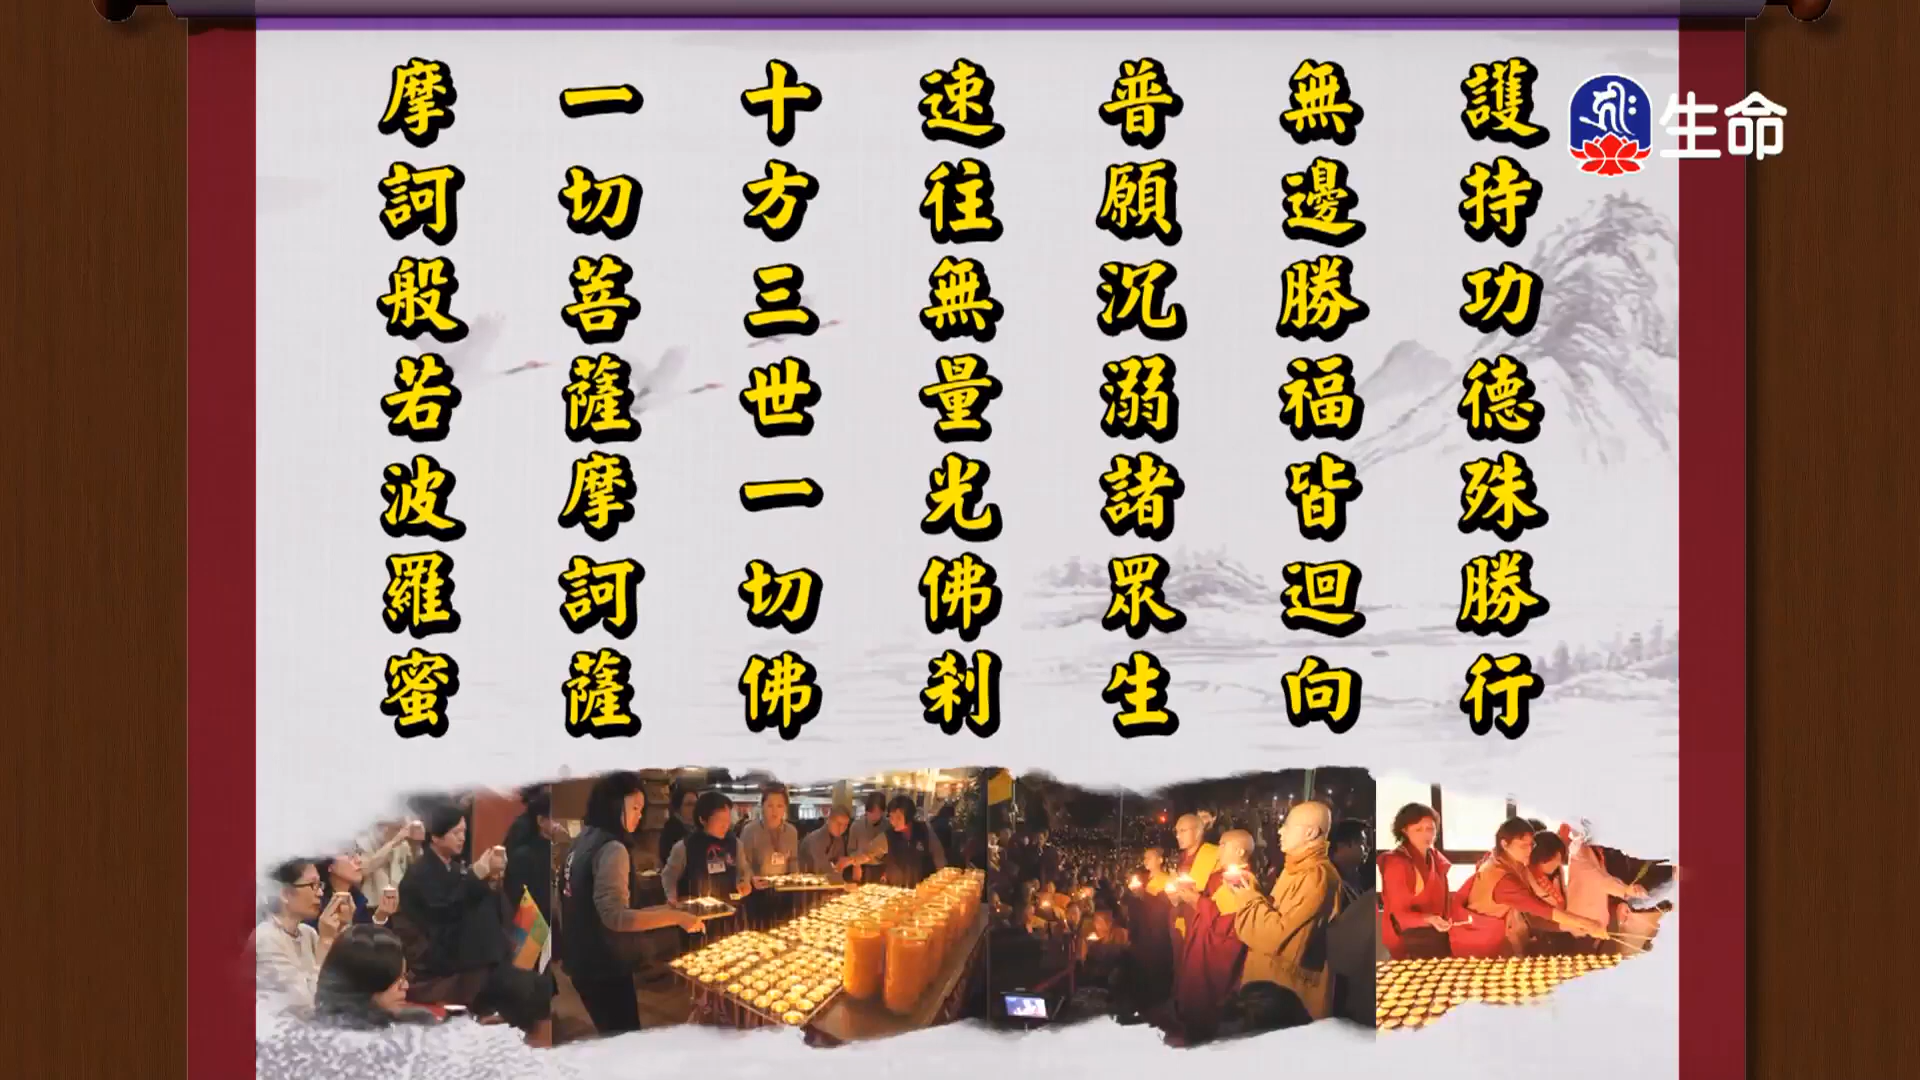 護持功德殊勝行
無邊勝福皆迴向
普願沉溺諸眾生
速往無量光佛刹
十方三世一切佛
一切菩薩摩訶薩
摩訶般若波羅蜜
生命